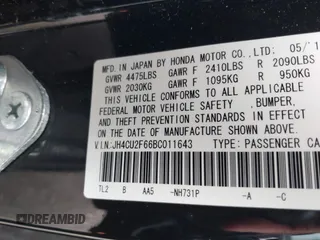 MFD. IN JAPAN BY HONDA MOTOR CO.,LTD. 05/1
GVWR 4475LBS GAWR F 2410LBS R 2090LBS
GVWR 2030KG GAWR F 1095KG R 950KG
THIS VEHICLE CONFORMS TO ALL APPLICABLE
FEDERAL MOTOR VEHICLE SAFETY, BUMPER,
AND THEFT PREVENTION STANDARDS IN EFFECT
ON THE DATE OF MANUFACTURE SHOWN ABOVE.
V.I.N.:JH4CU2F66BC011643 TYPE: PASSENGER CA
TL2 B AA5 -NH731P -A -C
DREAMBID